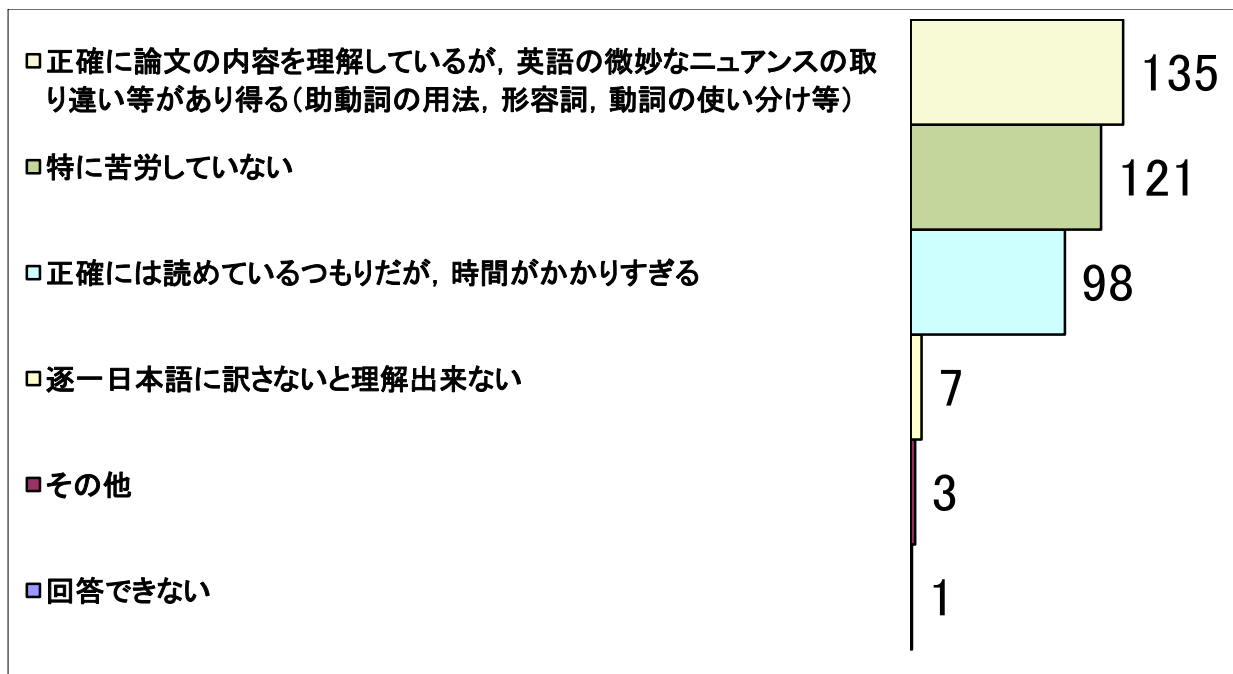 正確に論文の内容を理解しているが，英語の微妙なニュアンスの取
り違い等があり得る（助動詞の用法，形容詞，動詞の使い分け等）
135
特に苦労していない
121
正確には読めているつもりだが，時間がかかりすぎる
98
逐一日本語に訳さないと理解出来ない
7
その他
3
回答できない
1